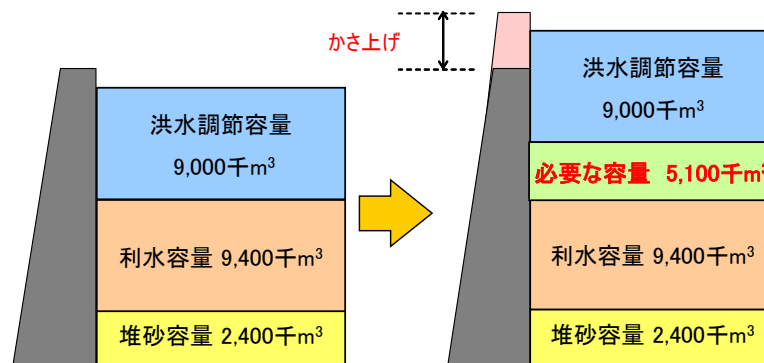 かさ上げ
洪水調節容量
9,000千m³
利水容量 9,400千m³
堆砂容量 2,400千m³
洪水調節容量
9,000千m³
必要な容量 5,100千m³
利水容量 9,400千m³
堆砂容量 2,400千m³